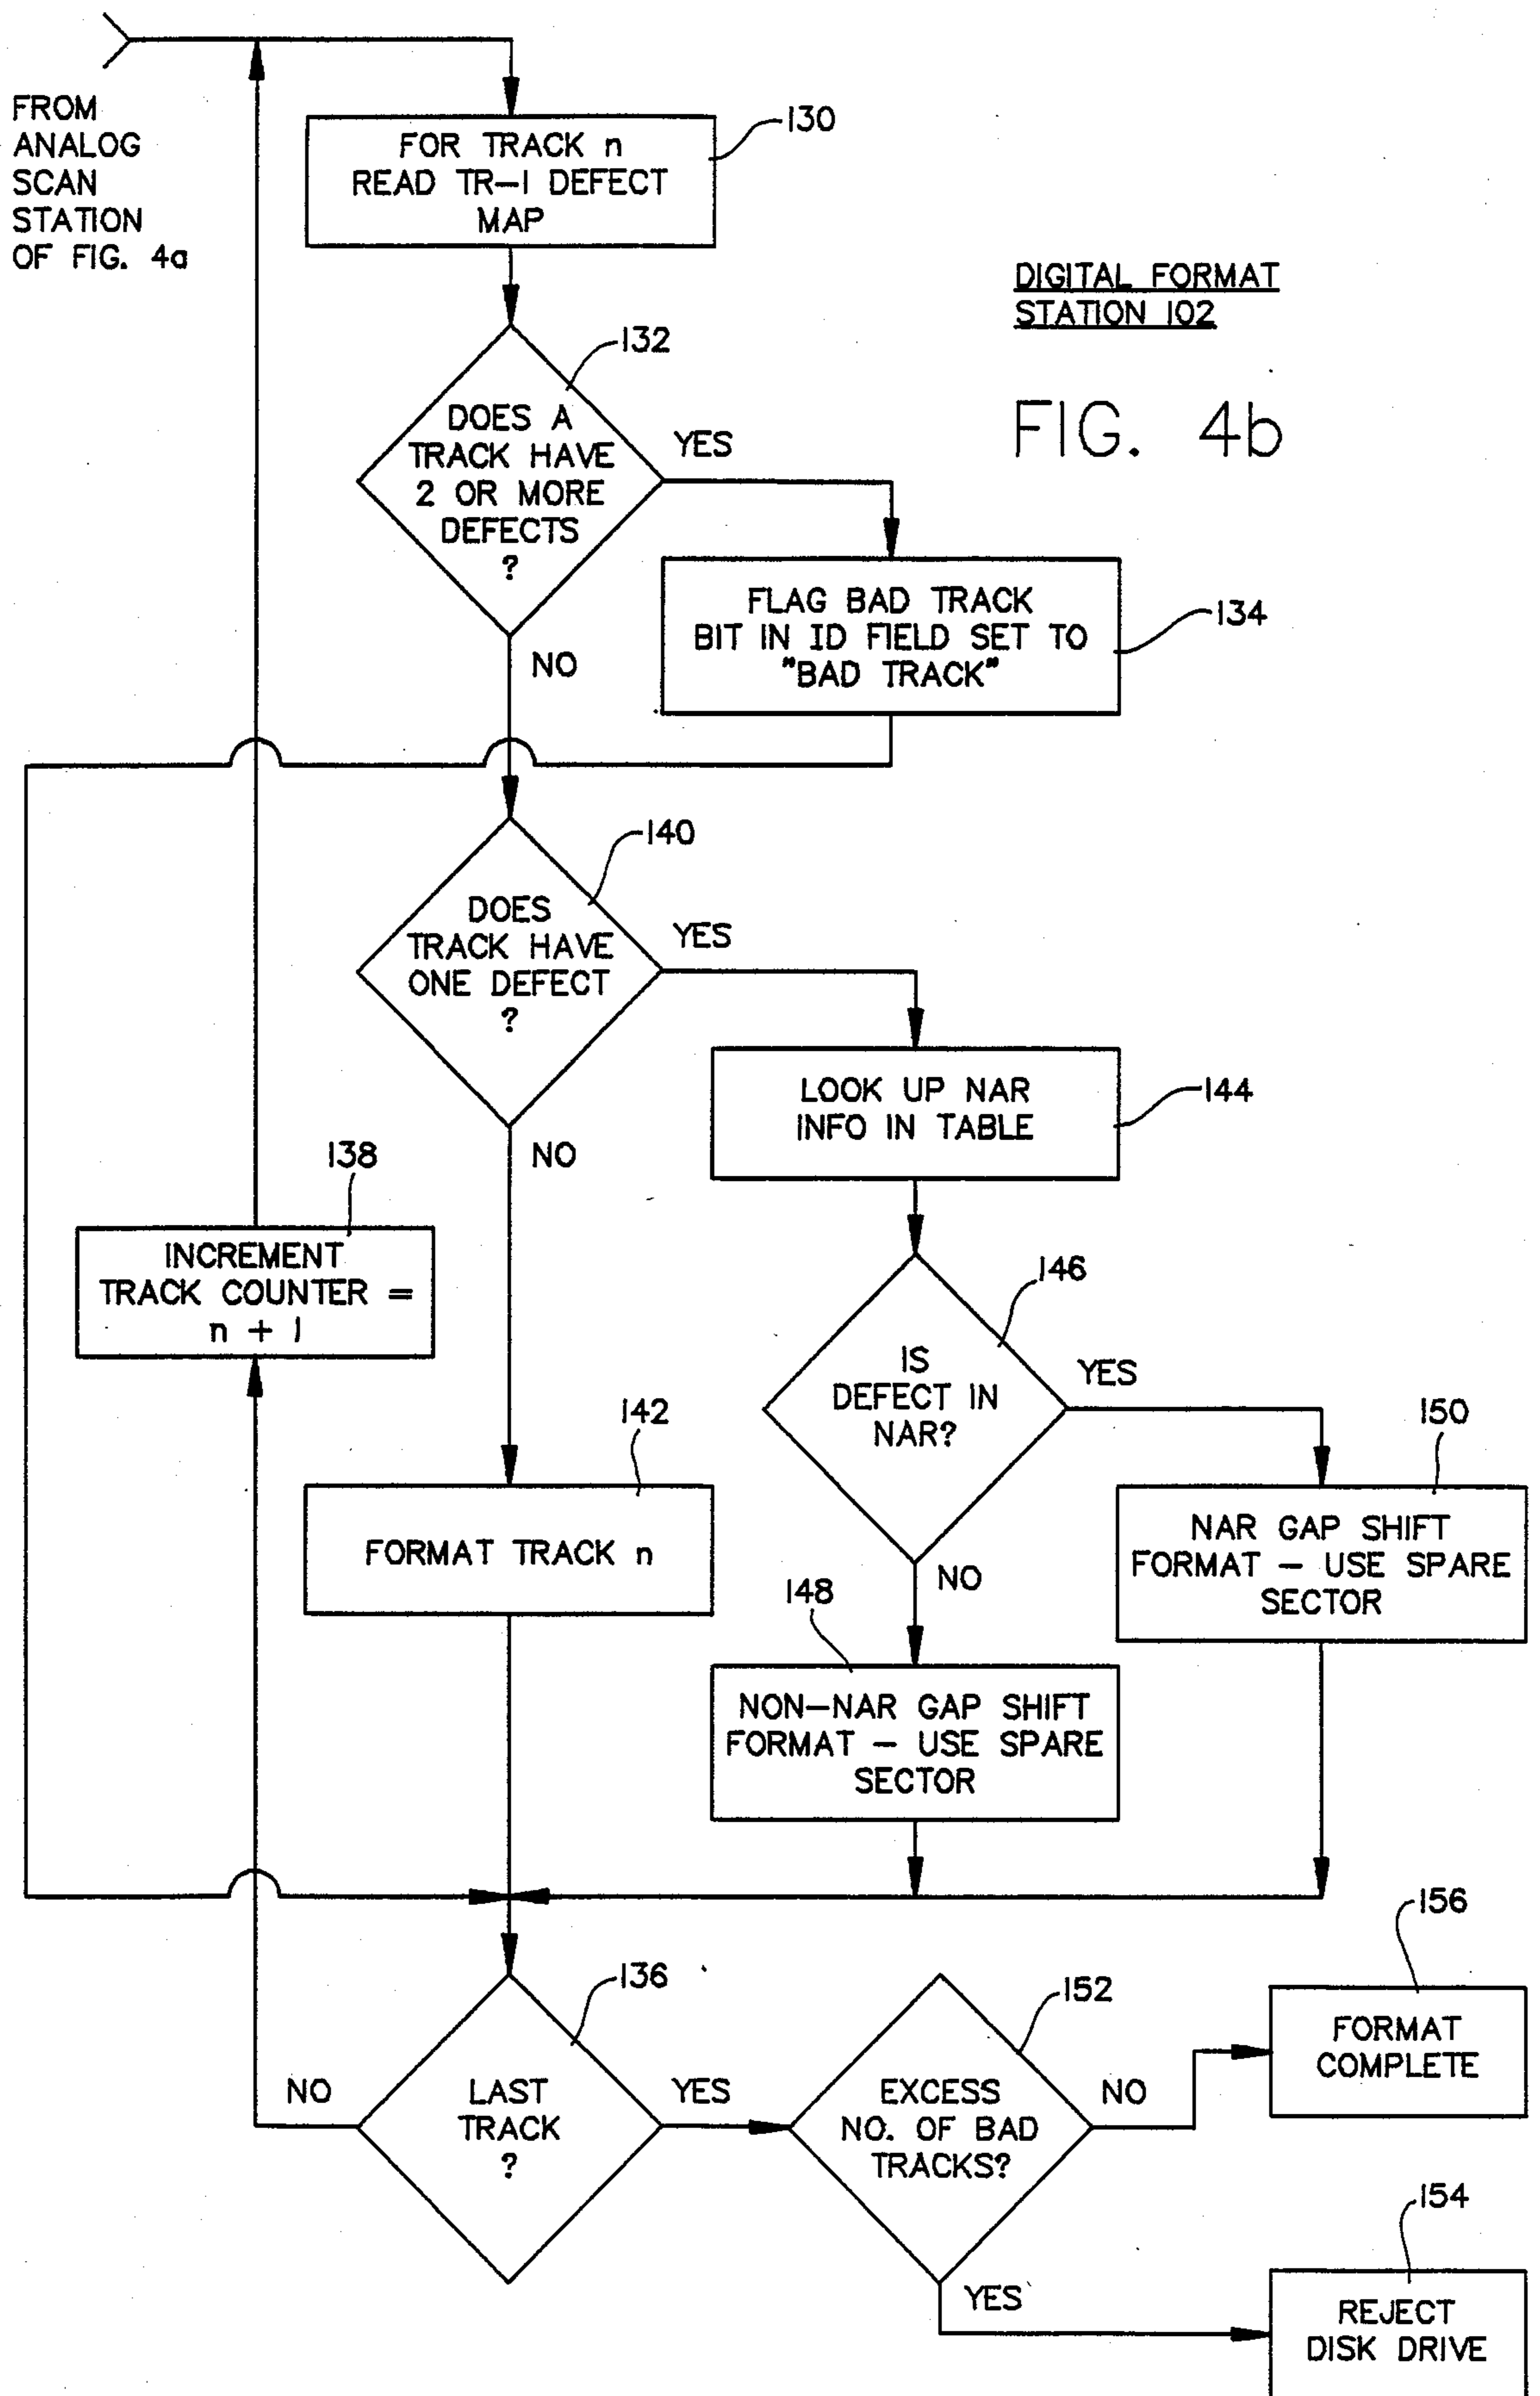 FROM
ANALOG
SCAN
STATION
OF FIG. 4a
FOR TRACK n
READ TR-1 DEFECT
MAP
130
DIGITAL FORMAT
STATION 102
FIG. 4b
132
DOES A
TRACK HAVE
2 OR MORE
DEFECTS
?
YES
NO
FLAG BAD TRACK
BIT IN ID FIELD SET TO
"BAD TRACK"
134
140
DOES
TRACK HAVE
ONE DEFECT
?
YES
NO
LOOK UP NAR
INFO IN TABLE
144
138
INCREMENT
TRACK COUNTER =
n + 1
146
IS
DEFECT IN
NAR?
YES
NO
142
FORMAT TRACK n
150
NAR GAP SHIFT
FORMAT - USE SPARE
SECTOR
148
NON-NAR GAP SHIFT
FORMAT - USE SPARE
SECTOR
136
LAST
TRACK
?
NO
YES
152
EXCESS
NO. OF BAD
TRACKS?
NO
YES
156
FORMAT
COMPLETE
154
REJECT
DISK DRIVE